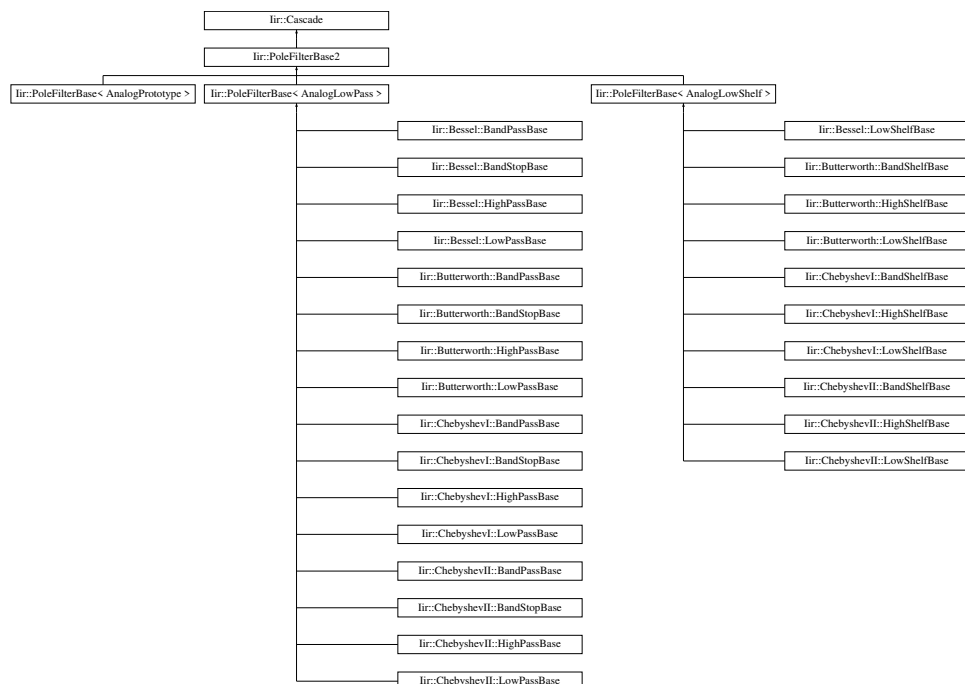 Iir::Cascade
Iir::PoleFilterBase2
Iir::PoleFilterBase< AnalogPrototype >
Iir::PoleFilterBase< AnalogLowPass >
Iir::PoleFilterBase< AnalogLowShelf >
Iir::Bessel::BandPassBase
Iir::Bessel::BandStopBase
Iir::Bessel::HighPassBase
Iir::Bessel::LowPassBase
Iir::Butterworth::BandPassBase
Iir::Butterworth::BandStopBase
Iir::Butterworth::HighPassBase
Iir::Butterworth::LowPassBase
Iir::ChebyshevI::BandPassBase
Iir::ChebyshevI::BandStopBase
Iir::ChebyshevI::HighPassBase
Iir::ChebyshevI::LowPassBase
Iir::ChebyshevII::BandPassBase
Iir::ChebyshevII::BandStopBase
Iir::ChebyshevII::HighPassBase
Iir::ChebyshevII::LowPassBase
Iir::Bessel::LowShelfBase
Iir::Butterworth::BandShelfBase
Iir::Butterworth::HighShelfBase
Iir::Butterworth::LowShelfBase
Iir::ChebyshevI::BandShelfBase
Iir::ChebyshevI::HighShelfBase
Iir::ChebyshevI::LowShelfBase
Iir::ChebyshevII::BandShelfBase
Iir::ChebyshevII::HighShelfBase
Iir::ChebyshevII::LowShelfBase